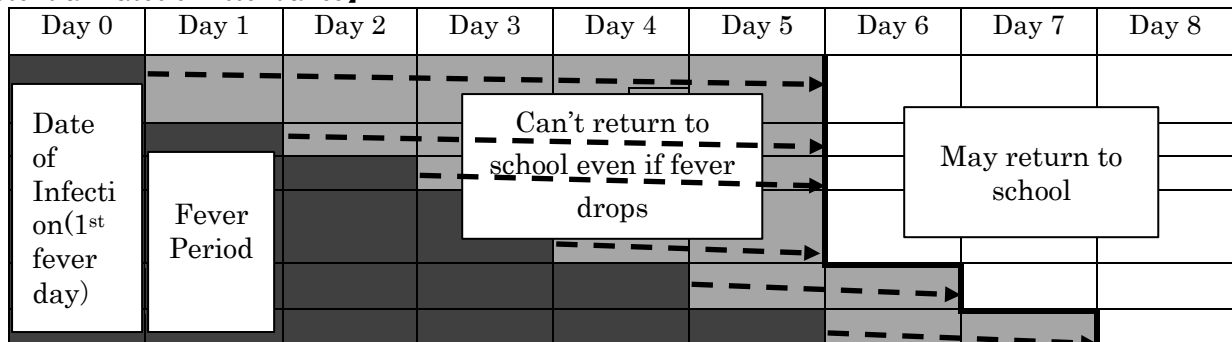 Day 0 Day 1 Day 2 Day 3 Day 4 Day 5 Day 6 Day 7 Day 8
Date
of
Infecti
on(1st
fever
day)
Fever
Period
Can't return to
school even if fever
drops
May return to
school